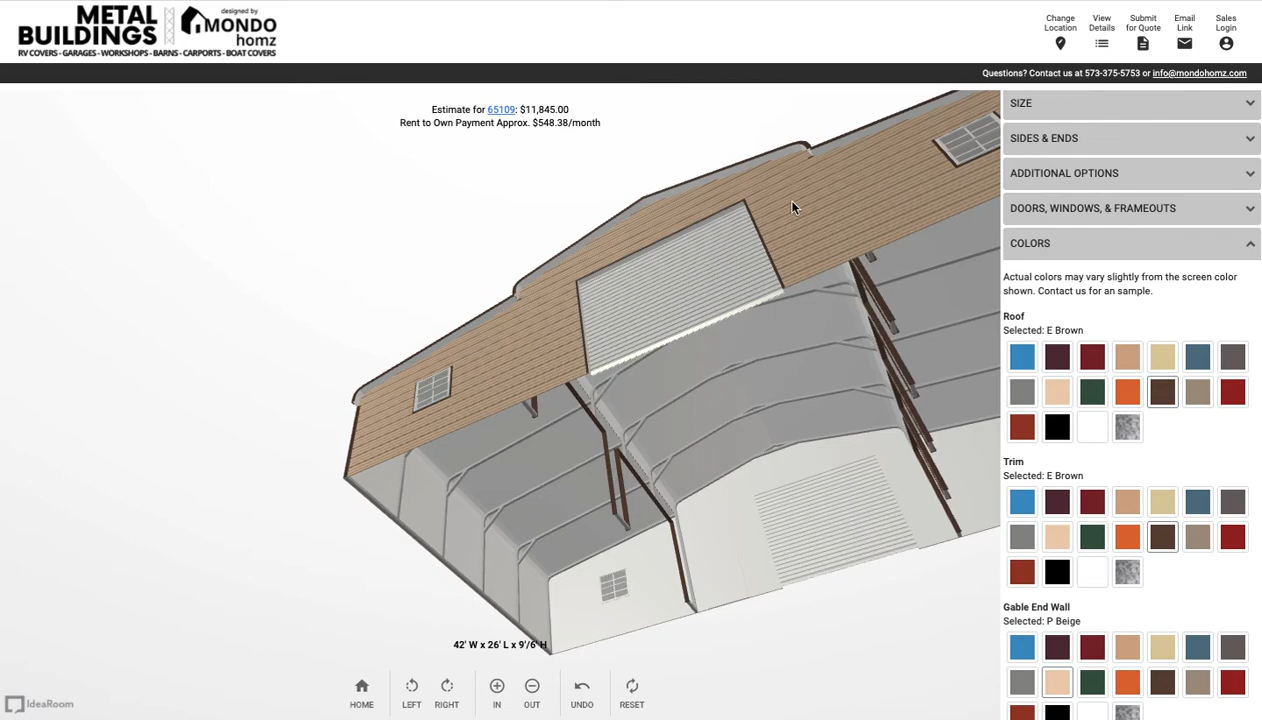 METAL
BUILDINGS
designed by
MONDO
homz
RV COVERS - GARAGES - WORKSHOPS - BARNS - CARPORTS - BOAT COVERS
Change
Location
View
Details
Submit
for Quote
Email
Link
Sales
Login
Questions? Contact us at 573-375-5753 or info@mondohomz.com
Estimate for 65109: $11,845.00
Rent to Own Payment Approx. $548.38/month
SIZE
SIDES & ENDS
ADDITIONAL OPTIONS
DOORS, WINDOWS, & FRAMEOUTS
COLORS
Actual colors may vary slightly from the screen color
shown. Contact us for an sample.
Roof
Selected: E Brown
Trim
Selected: E Brown
Gable End Wall
Selected: P Beige
42' W x 26' L x 9'/6' H
HOME
LEFT
RIGHT
IN
OUT
UNDO
RESET
IdeaRoom